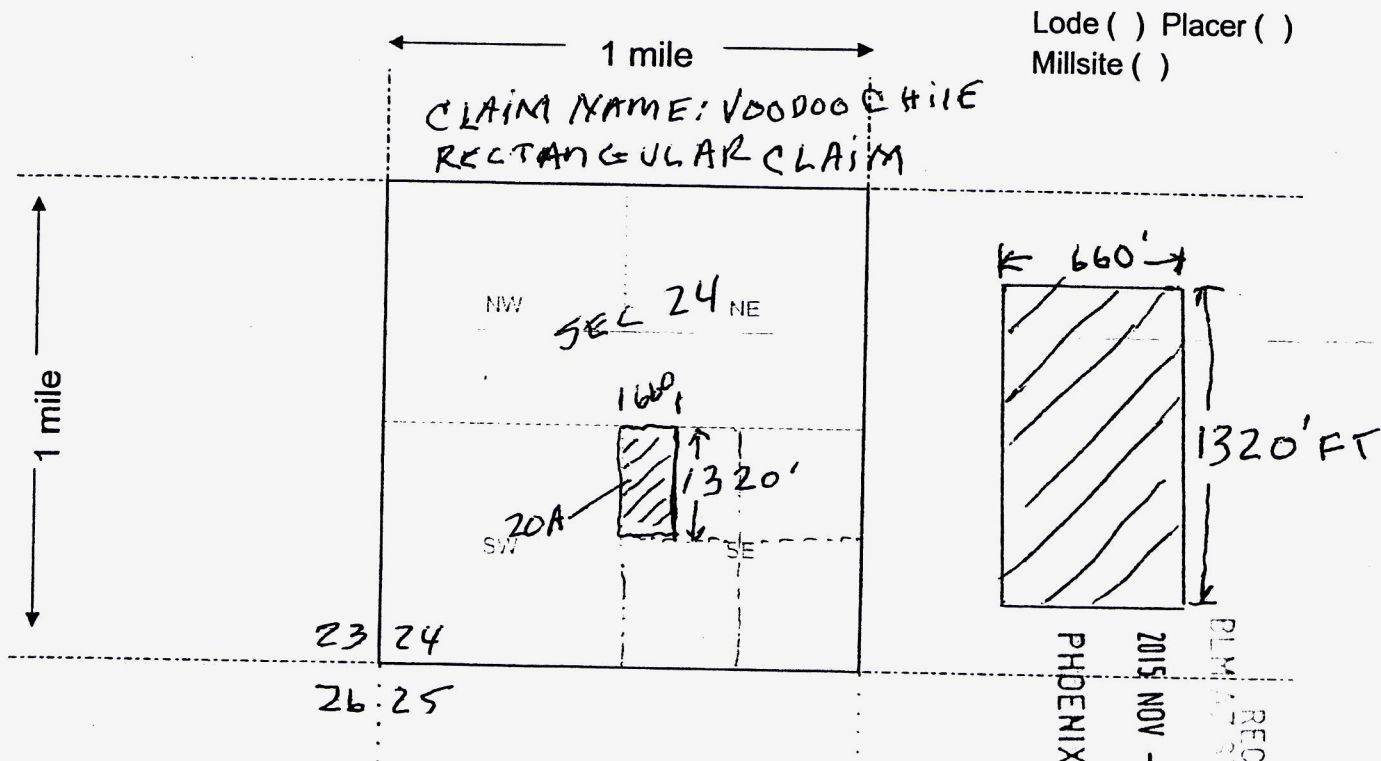 Lode ( ) Placer ( )
Millsite ( )
1 mile
CLAIM NAME: VOODOO CHILE
RECTANGULAR CLAIM
1 mile
NW
SEC 24
NE
660'
1320'
20A
SW
SE
660'
1320' FT
23 24
26 25
2015 NOV -
PHOENIX